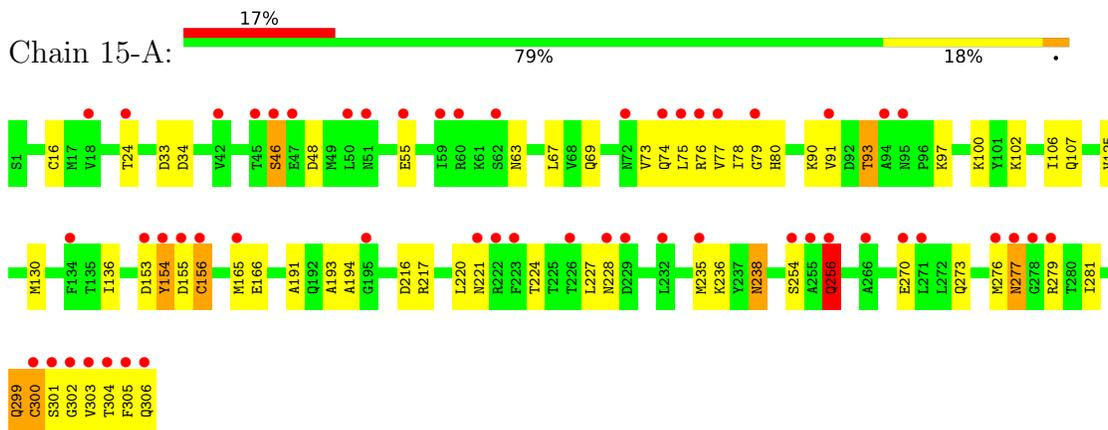 17%
Chain 15-A:
79% 18% •
S1 C16 M17 V18 T24 D33 D34 V42 T45 S46 E47 D48 M49 L50 N51 E55 I59 R60 K61 S62 N63 L67 V68 Q69 N72 V73 Q74 L75 R76 V77 I78 G79 H80 K90 V91 D92 T93 A94 N95 P96 K97 K100 Y101 K102 I106 Q107
M130 F134 T135 I136 D153 Y154 D155 C156 M165 E166 A191 Q192 A193 A194 G195 D216 R217 L220 N221 R222 F223 T224 T225 T226 L227 N228 D229 L232 M235 K236 Y237 N238 S254 A255 Q256 A266 E270 L271 L272 Q273 M276 N277 G278 R279 T280 I281
Q299 C300 S301 G302 V303 T304 F305 Q306